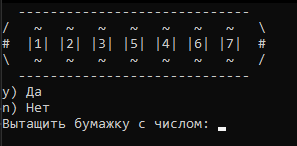 -----------------------------
/   ~   ~   ~   ~   ~   ~   ~   \
#  |1| |2| |3| |5| |4| |6| |7|  #
\   ~   ~   ~   ~   ~   ~   ~   /
-----------------------------
y) Да
n) Нет
Вытащить бумажку с числом: _